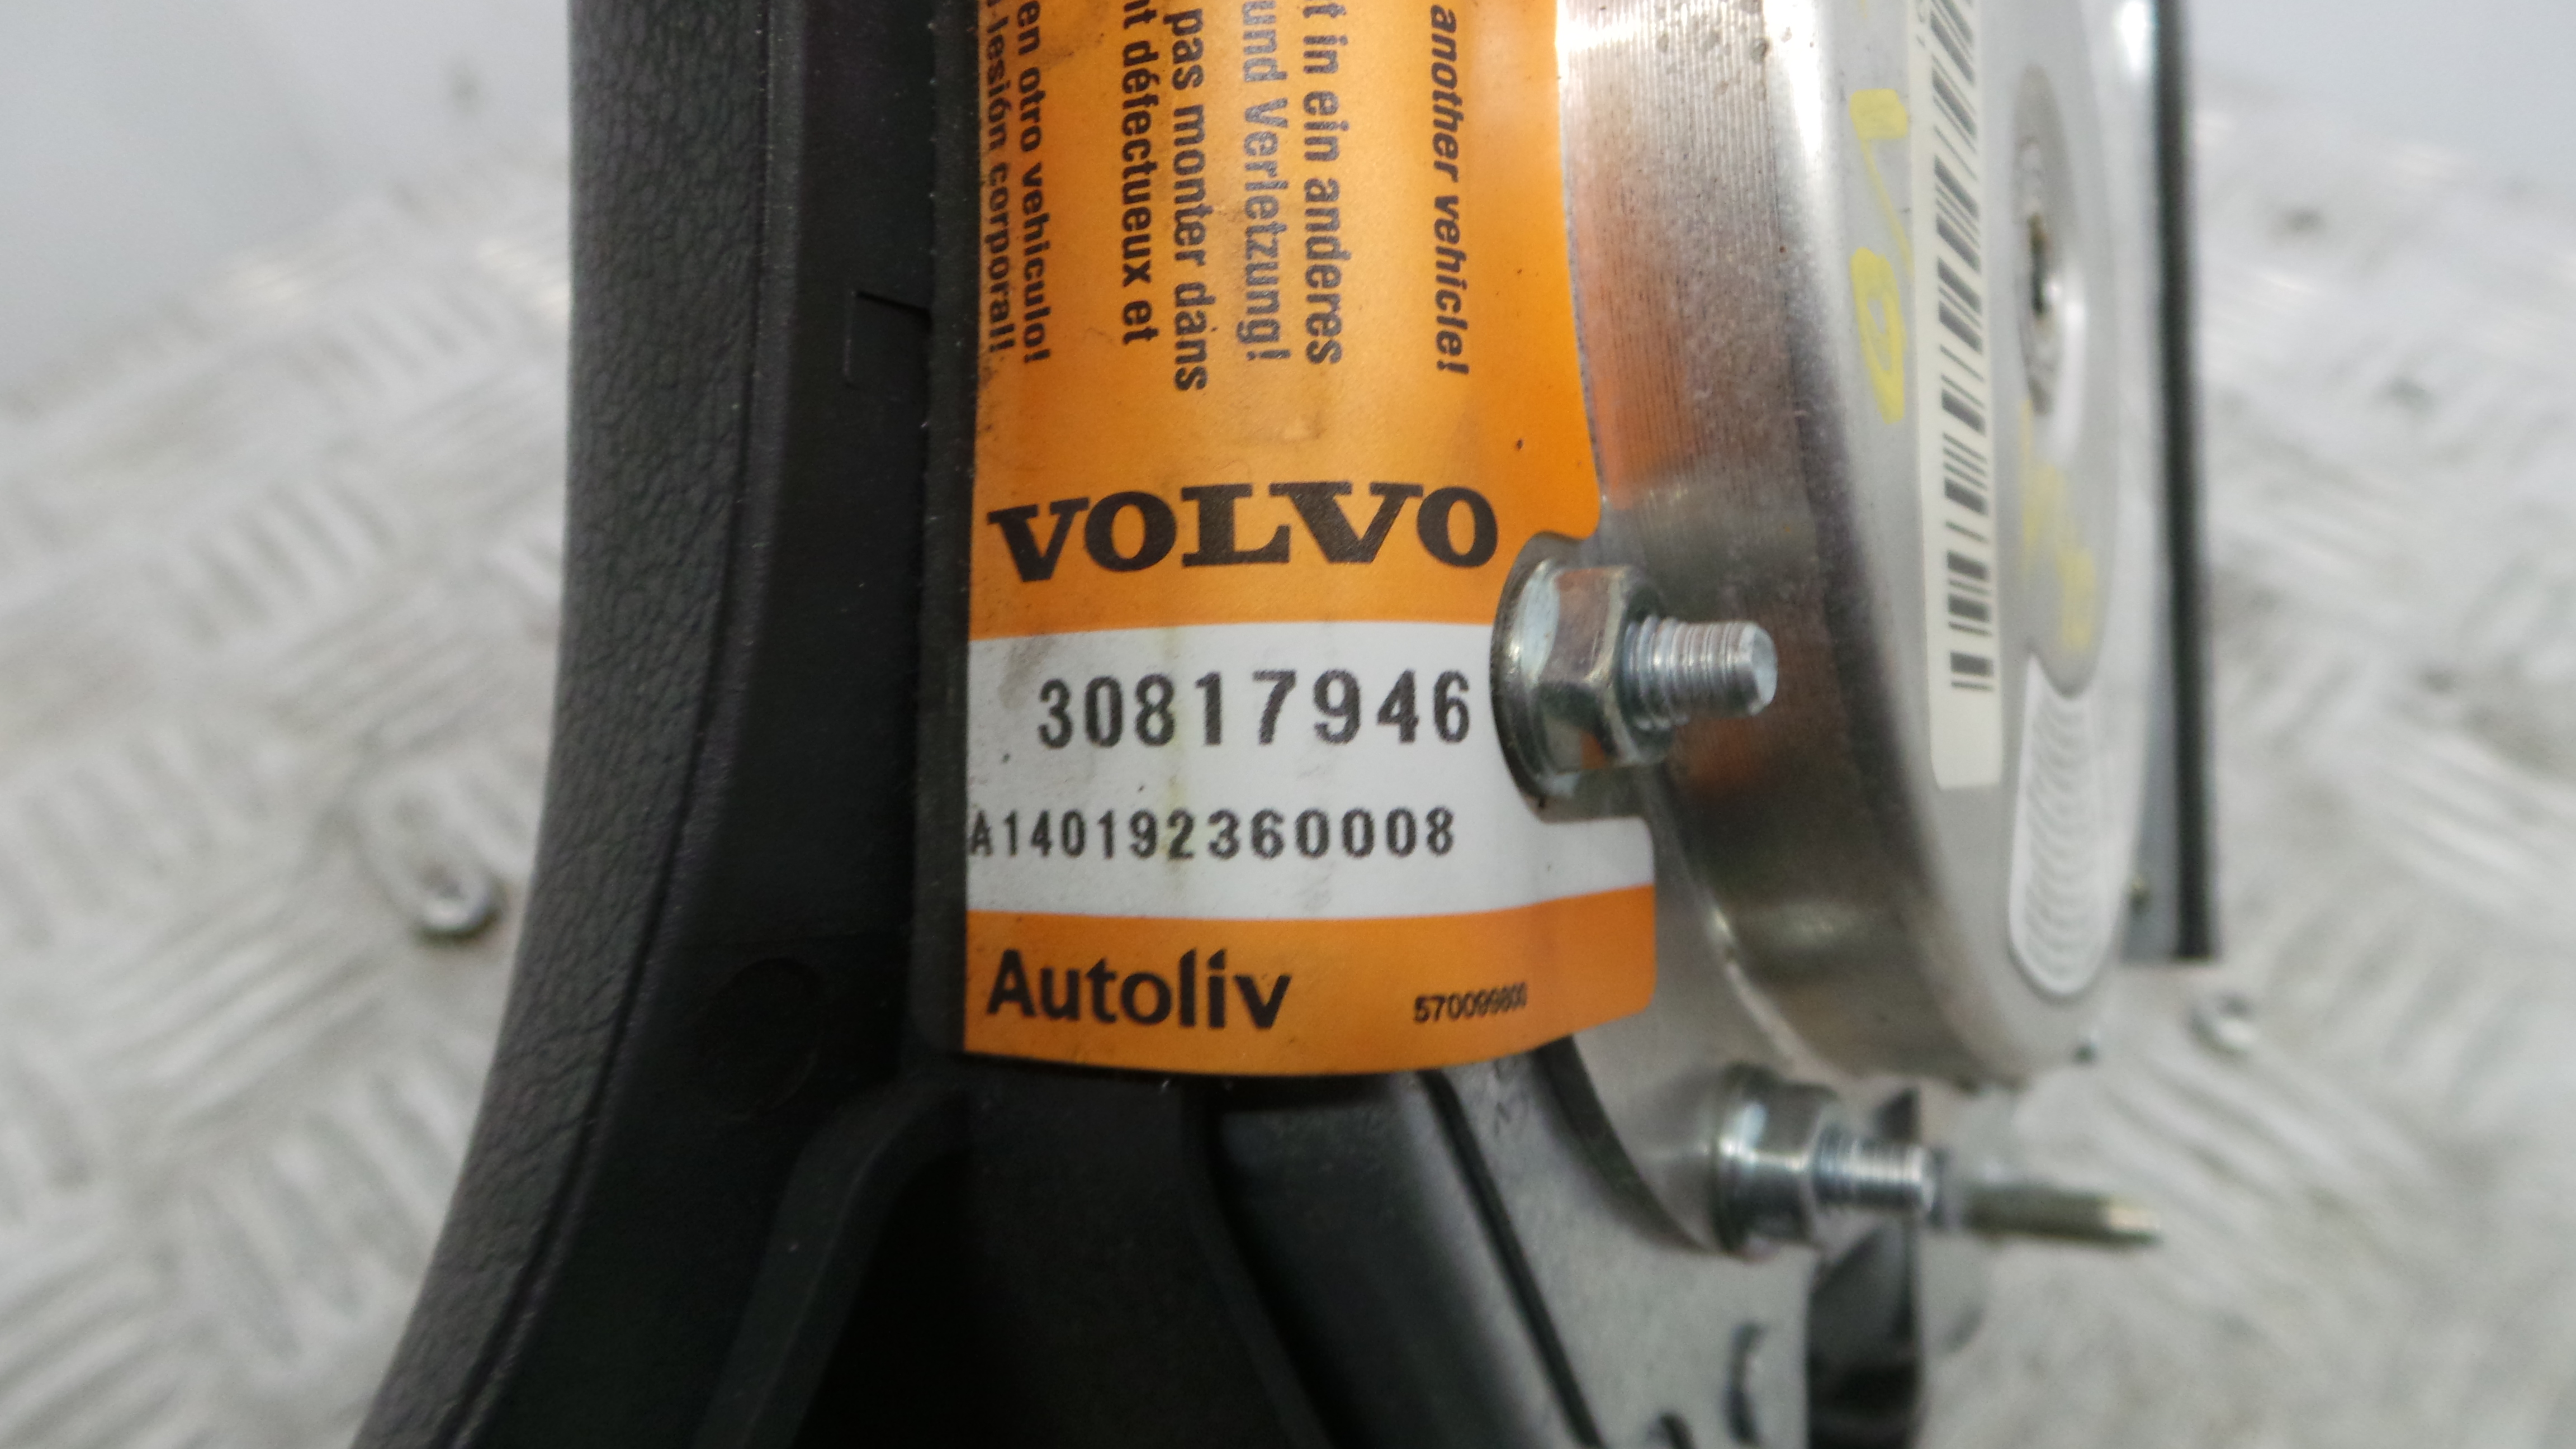 another vehicle!
t in ein anderes
und Verletzung!
pas monter dans
nt défectueux et
en otro vehiculo!
lesión corporal!
VOLVO
30817946
A140192360008
Autoliv
570099800